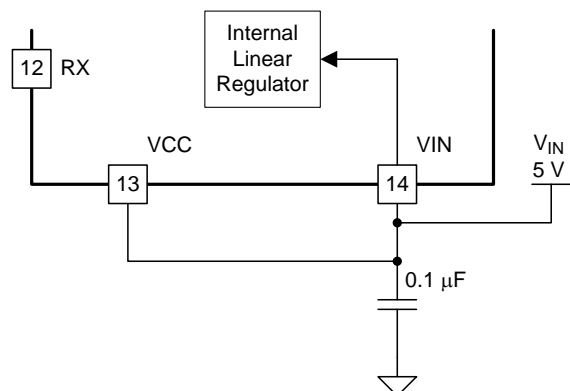 Internal
Linear
Regulator
12 RX
VCC
VIN
V_IN
5 V
13
14
0.1 μF